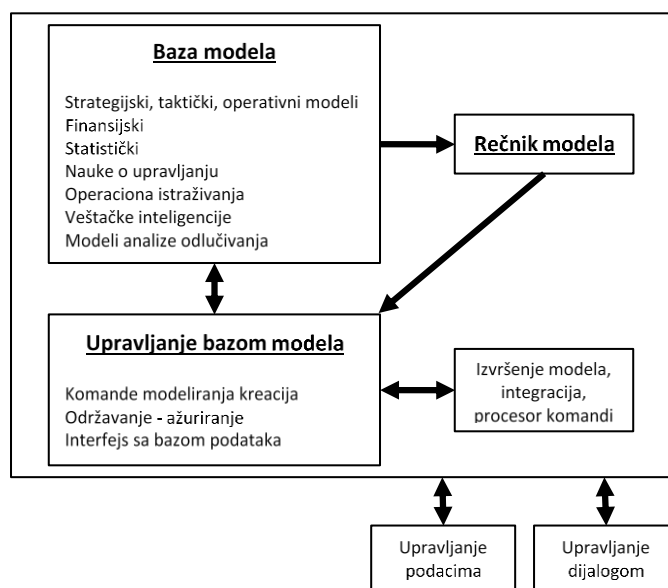 Baza modela
Strategijski, taktički, operativni modeli
Finansijski
Statistički
Nauke o upravljanju
Operaciona istraživanja
Veštačke inteligencije
Modeli analize odlučivanja
Rečnik modela
Upravljanje bazom modela
Komande modeliranja kreacija
Održavanje - ažuriranje
Interfejs sa bazom podataka
Izvršenje modela,
integracija,
procesor komandi
Upravljanje
podacima
Upravljanje
dijalogom